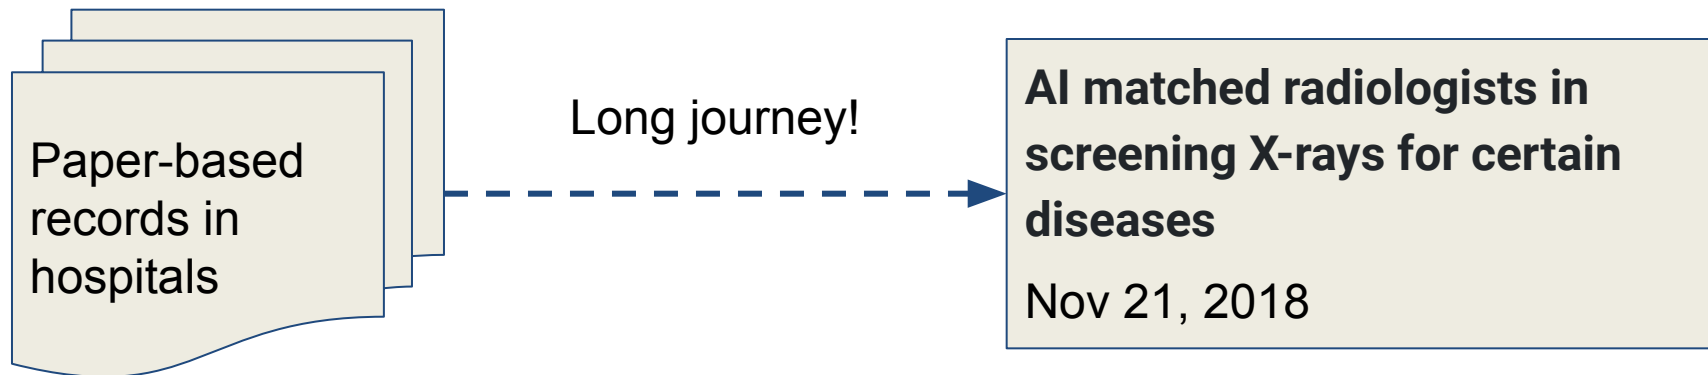 Paper-based
records in
hospitals
Long journey!
AI matched radiologists in
screening X-rays for certain
diseases
Nov 21, 2018